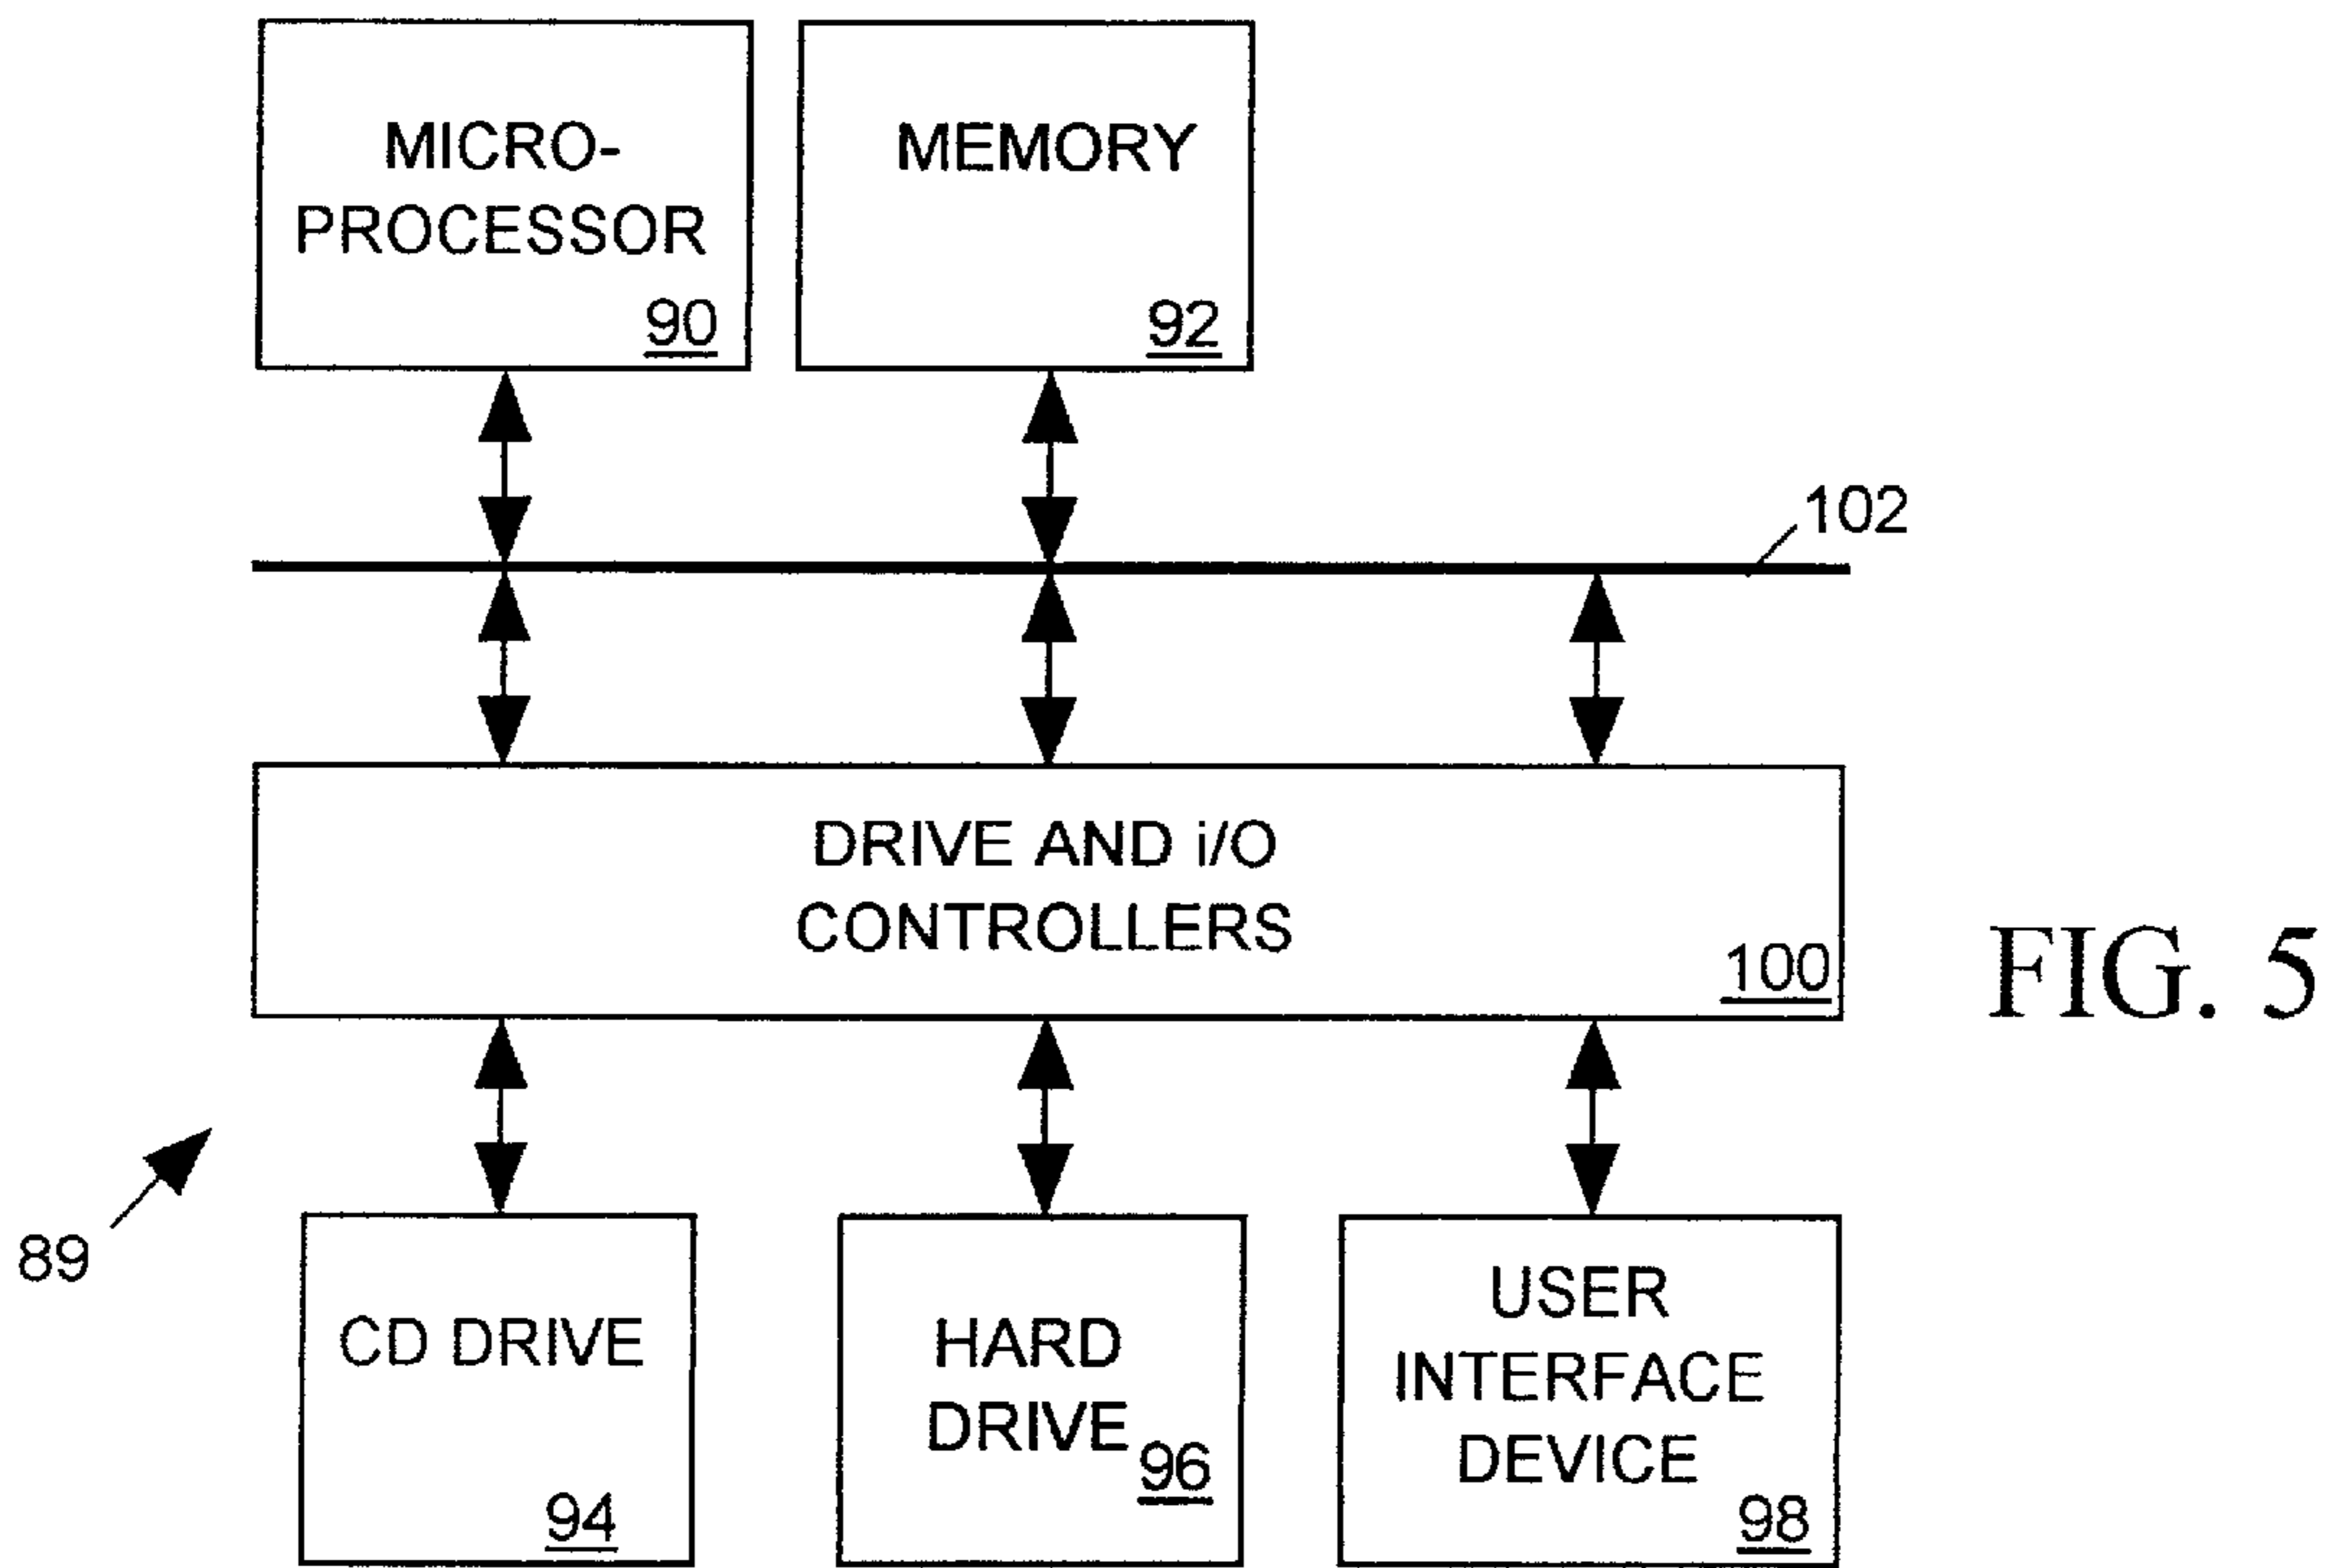 MICRO-
PROCESSOR
90
MEMORY
92
102
DRIVE AND i/O
CONTROLLERS
100
FIG. 5
89
CD DRIVE
94
HARD
DRIVE
96
USER
INTERFACE
DEVICE
98